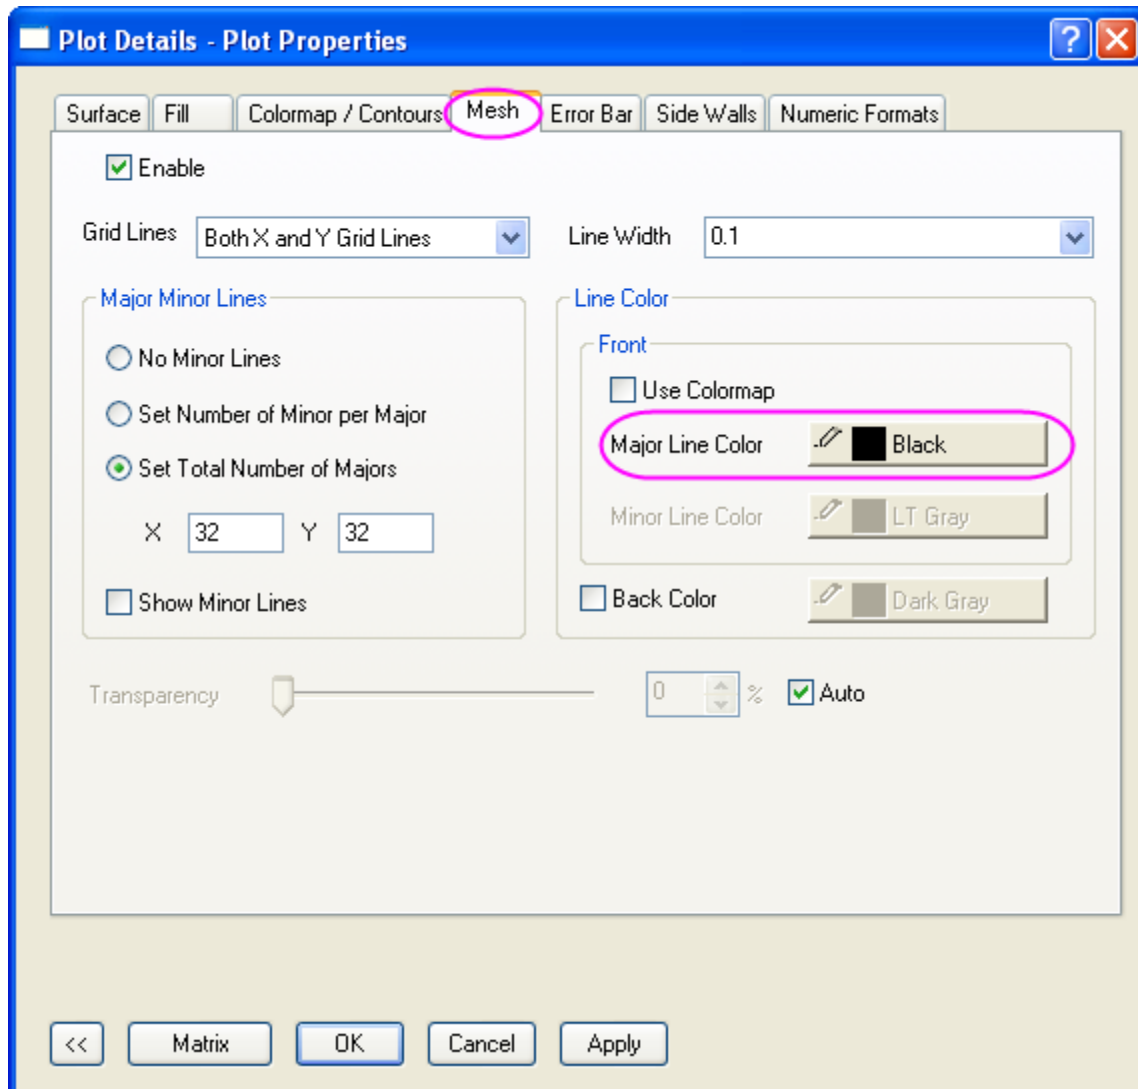 Plot Details - Plot Properties
Surface Fill Colormap / Contours Mesh Error Bar Side Walls Numeric Formats
Enable
Grid Lines Both X and Y Grid Lines Line Width 0.1
Major Minor Lines
No Minor Lines
Set Number of Minor per Major
Set Total Number of Majors
X 32 Y 32
Show Minor Lines
Line Color
Front
Use Colormap
Major Line Color Black
Minor Line Color LT Gray
Back Color Dark Gray
Transparency 0 % Auto
<< Matrix OK Cancel Apply